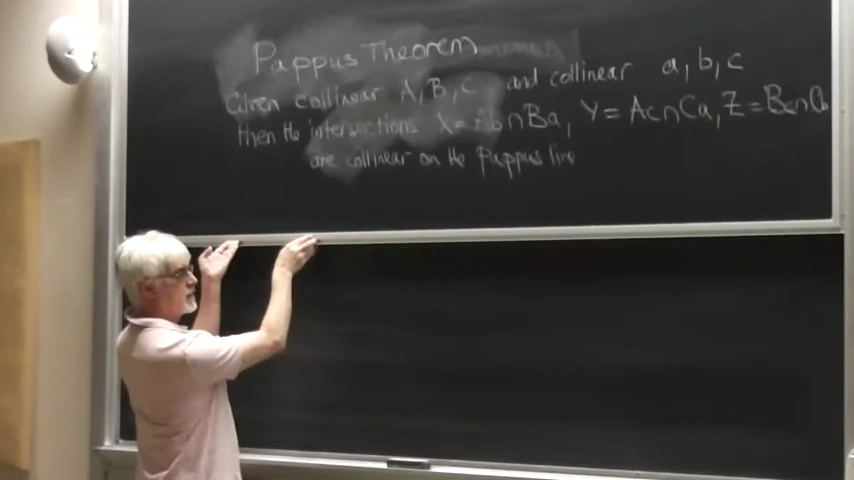 Pappus Theorem
Given collinear A, B, C and collinear a, b, c
then the intersections X = Ab∩Ba, Y = Ac∩Ca, Z = Bc∩Cb
are collinear on the Pappus line